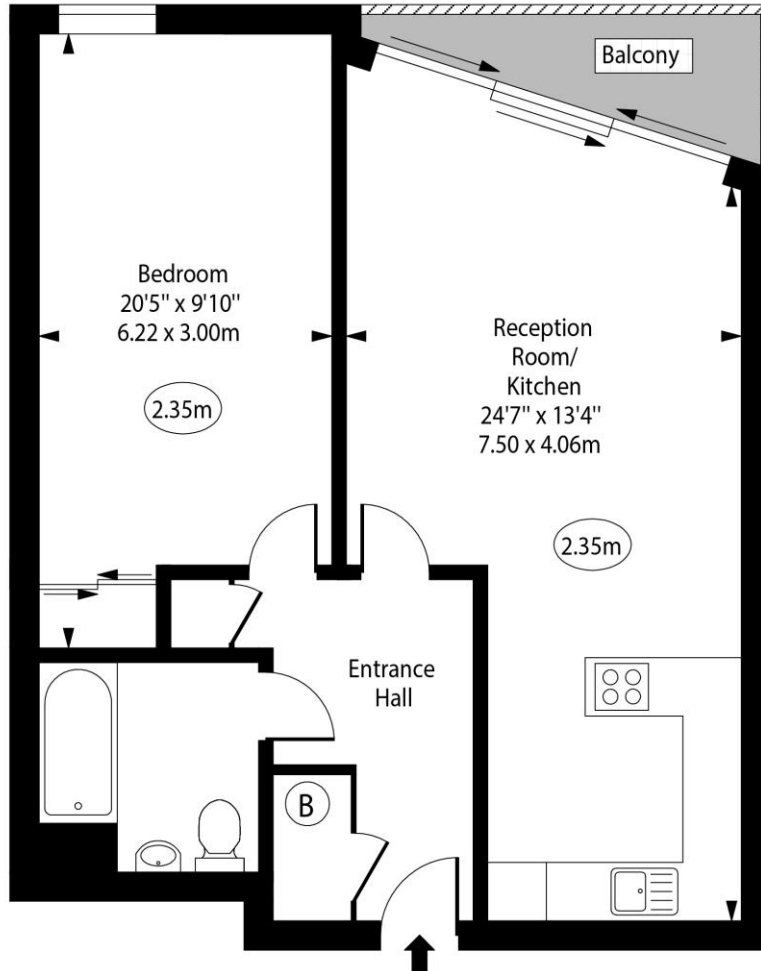 Balcony
Bedroom
20'5" x 9'10"
6.22 x 3.00m
2.35m
Reception
Room/
Kitchen
24'7" x 13'4"
7.50 x 4.06m
2.35m
Entrance
Hall
B